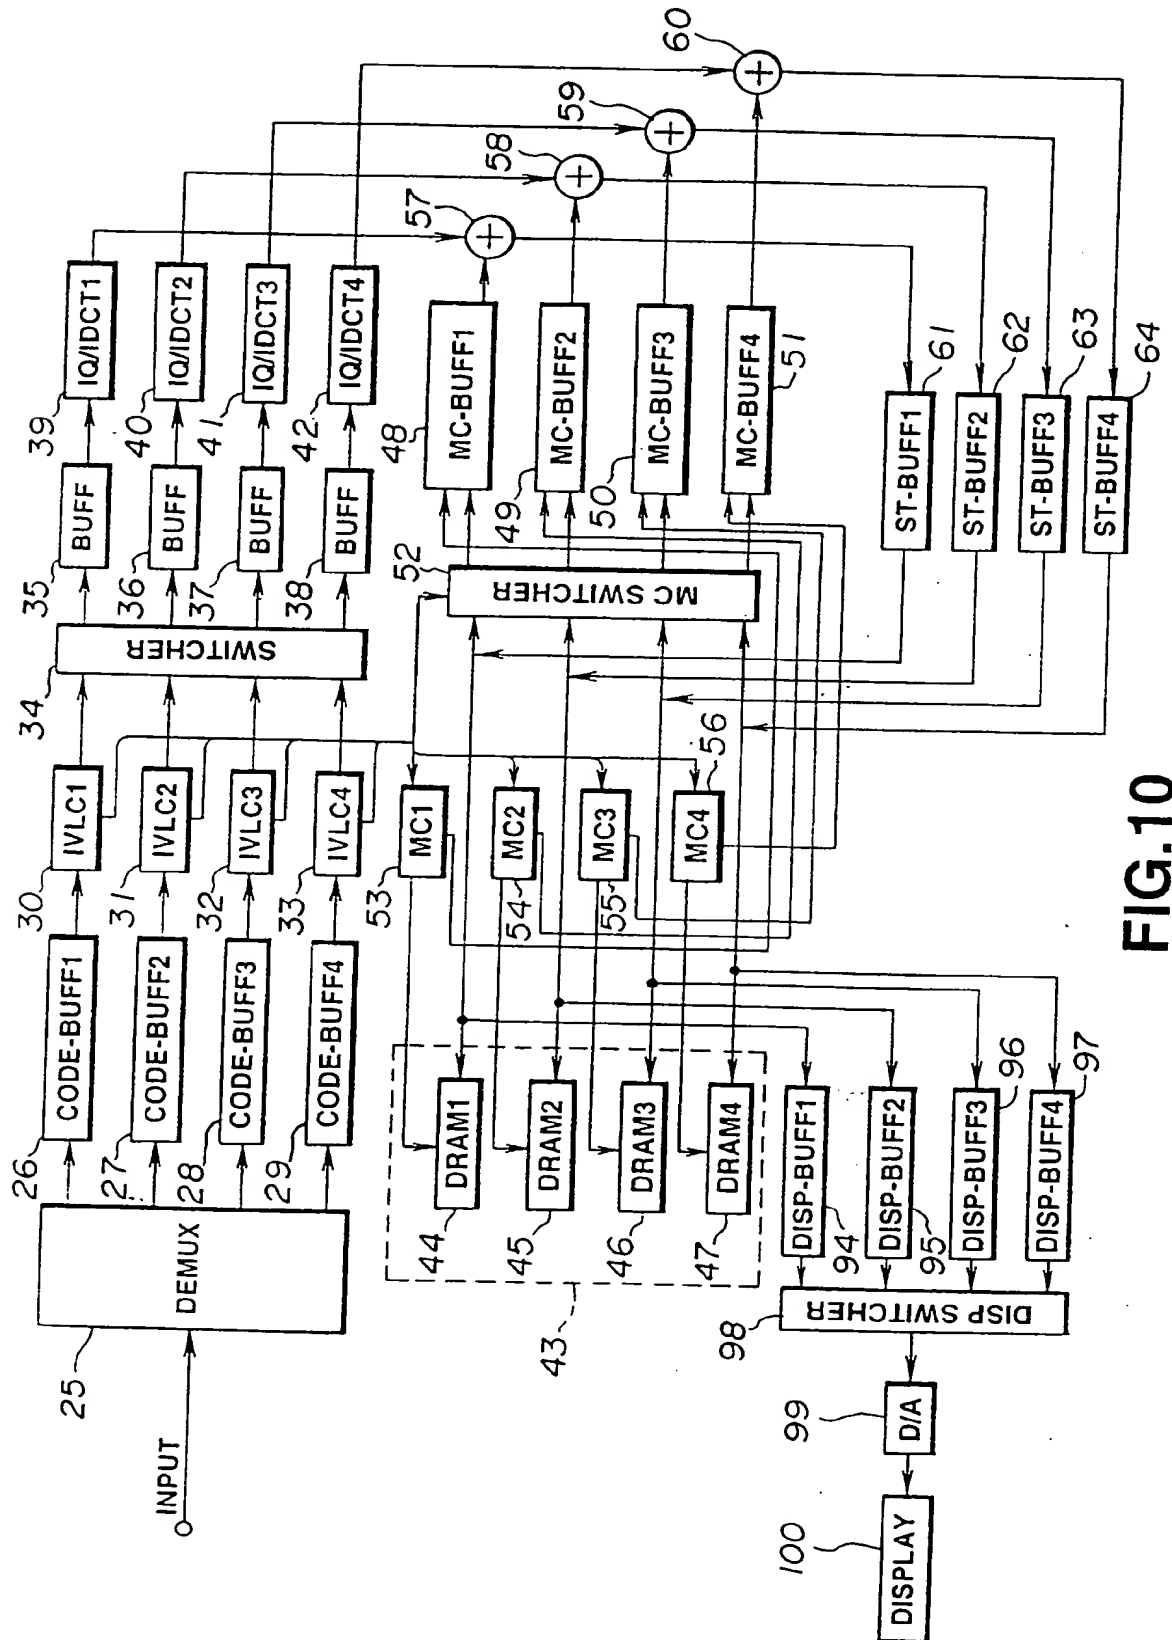 INPUT
25
DEMUX
26
CODE-BUFF1
27
CODE-BUFF2
28
CODE-BUFF3
29
CODE-BUFF4
30
IVLC1
31
IVLC2
32
IVLC3
33
IVLC4
34
SWITCHER
35
BUFF
36
BUFF
37
BUFF
38
BUFF
39
IQ/IDCT1
40
IQ/IDCT2
41
IQ/IDCT3
42
IQ/IDCT4
43
44
DRAM1
45
DRAM2
46
DRAM3
47
DRAM4
53
MC1
54
MC2
55
MC3
56
MC4
52
MC SWITCHER
48
MC-BUFF1
49
MC-BUFF2
50
MC-BUFF3
51
MC-BUFF4
57
+
58
+
59
+
60
+
61
ST-BUFF1
62
ST-BUFF2
63
ST-BUFF3
64
ST-BUFF4
94
DISP-BUFF1
95
DISP-BUFF2
96
DISP-BUFF3
97
DISP-BUFF4
98
DISP SWITCHER
99
D/A
100
DISPLAY
FIG.10